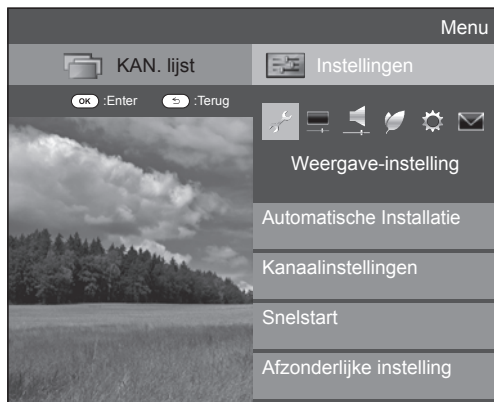 Menu
KAN. lijst
Instellingen
OK :Enter :Terug
Weergave-instelling
Automatische Installatie
Kanaalinstellingen
Snelstart
Afzonderlijke instelling